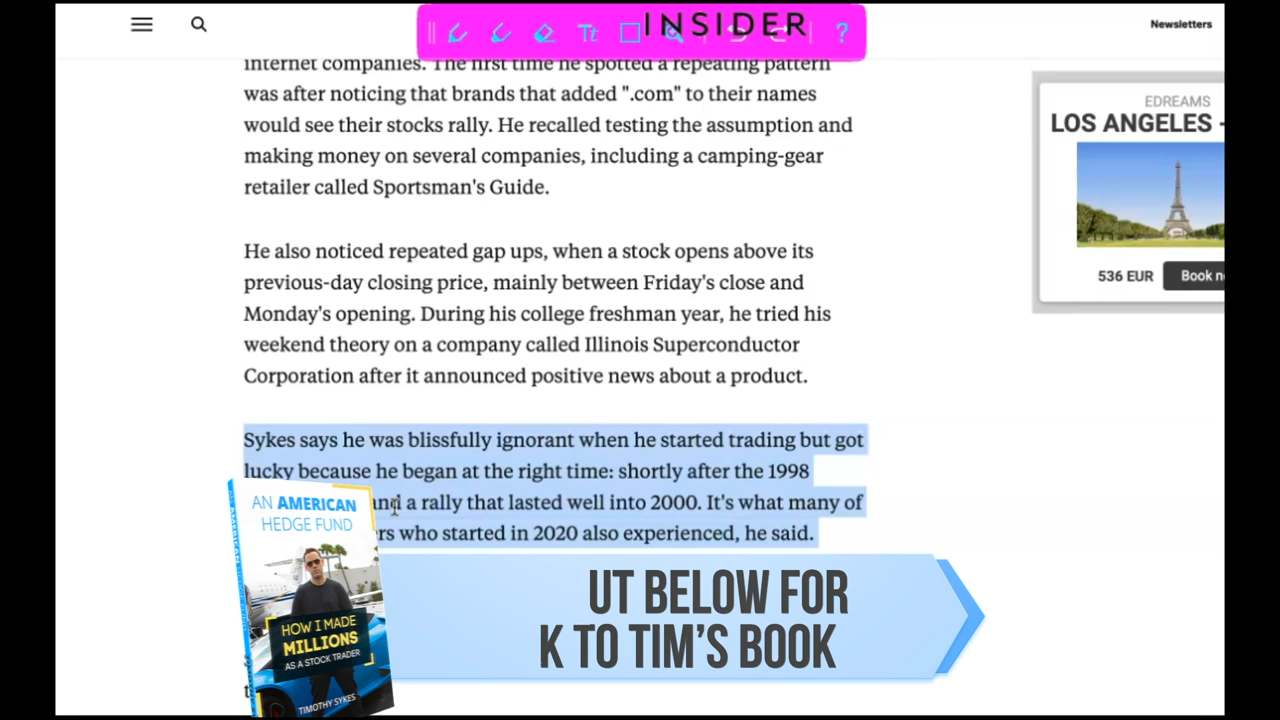 INSIDER
Newsletters
Tt
?
internet companies. The first time he spotted a repeating pattern
was after noticing that brands that added ".com" to their names
would see their stocks rally. He recalled testing the assumption and
making money on several companies, including a camping-gear
retailer called Sportsman's Guide.
He also noticed repeated gap ups, when a stock opens above its
previous-day closing price, mainly between Friday's close and
Monday's opening. During his college freshman year, he tried his
weekend theory on a company called Illinois Superconductor
Corporation after it announced positive news about a product.
Sykes says he was blissfully ignorant when he started trading but got
lucky because he began at the right time: shortly after the 1998
and a rally that lasted well into 2000. It's what many of
rs who started in 2020 also experienced, he said.
EDREAMS
LOS ANGELES -
536 EUR
Book n
AN AMERICAN
HEDGE FUND
HOW I MADE
MILLIONS
AS A STOCK TRADER
TIMOTHY SYKES
UT BELOW FOR
K TO TIM'S BOOK